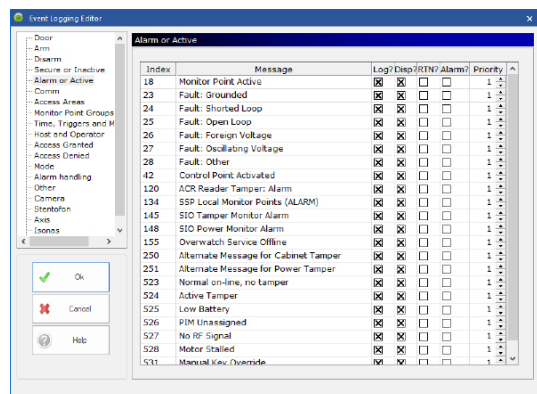 Event Logging Editor
Door
Arm
Disarm
Secure or Inactive
Alarm or Active
Comm
Access Areas
Monitor Point Groups
Time, Triggers and M
Host and Operator
Access Granted
Access Denied
Mode
Alarm handling
Other
Camera
Stentofon
Axis
Isonas
Ok
Cancel
Help
Alarm or Active
Index Message Log? Disp? RTN? Alarm? Priority
18 Monitor Point Active 1
23 Fault: Grounded 1
24 Fault: Shorted Loop 1
25 Fault: Open Loop 1
26 Fault: Foreign Voltage 1
27 Fault: Oscillating Voltage 1
28 Fault: Other 1
42 Control Point Activated 1
120 ACR Reader Tamper: Alarm 1
134 SSP Local Monitor Points (ALARM) 1
145 SIO Tamper Monitor Alarm 1
148 SIO Power Monitor Alarm 1
155 Overwatch Service Offline 1
250 Alternate Message for Cabinet Tamper 1
251 Alternate Message for Power Tamper 1
523 Normal on-line, no tamper 1
524 Active Tamper 1
525 Low Battery 1
526 PIM Unassigned 1
527 No RF Signal 1
528 Motor Stalled 1
531 Manual Key Override 1